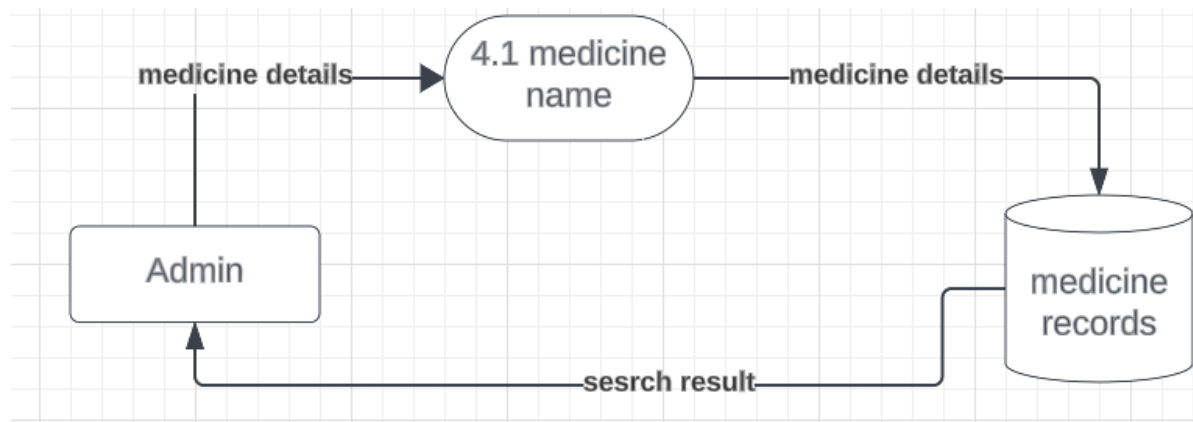 4.1 medicine
name
medicine details
medicine details
Admin
medicine
records
sesrch result